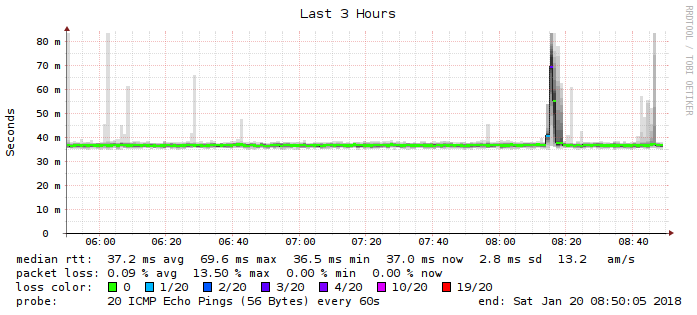 Last 3 Hours
RRDTOOL / TOBI OETIKER
Seconds
80 m
70 m
60 m
50 m
40 m
30 m
20 m
10 m
0
06:00 06:20 06:40 07:00 07:20 07:40 08:00 08:20 08:40
median rtt: 37.2 ms avg 69.6 ms max 36.5 ms min 37.0 ms now 2.8 ms sd 13.2 am/s
packet loss: 0.09 % avg 13.50 % max 0.00 % min 0.00 % now
loss color: 0 1/20 2/20 3/20 4/20 10/20 19/20
probe: 20 ICMP Echo Pings (56 Bytes) every 60s end: Sat Jan 20 08:50:05 2018